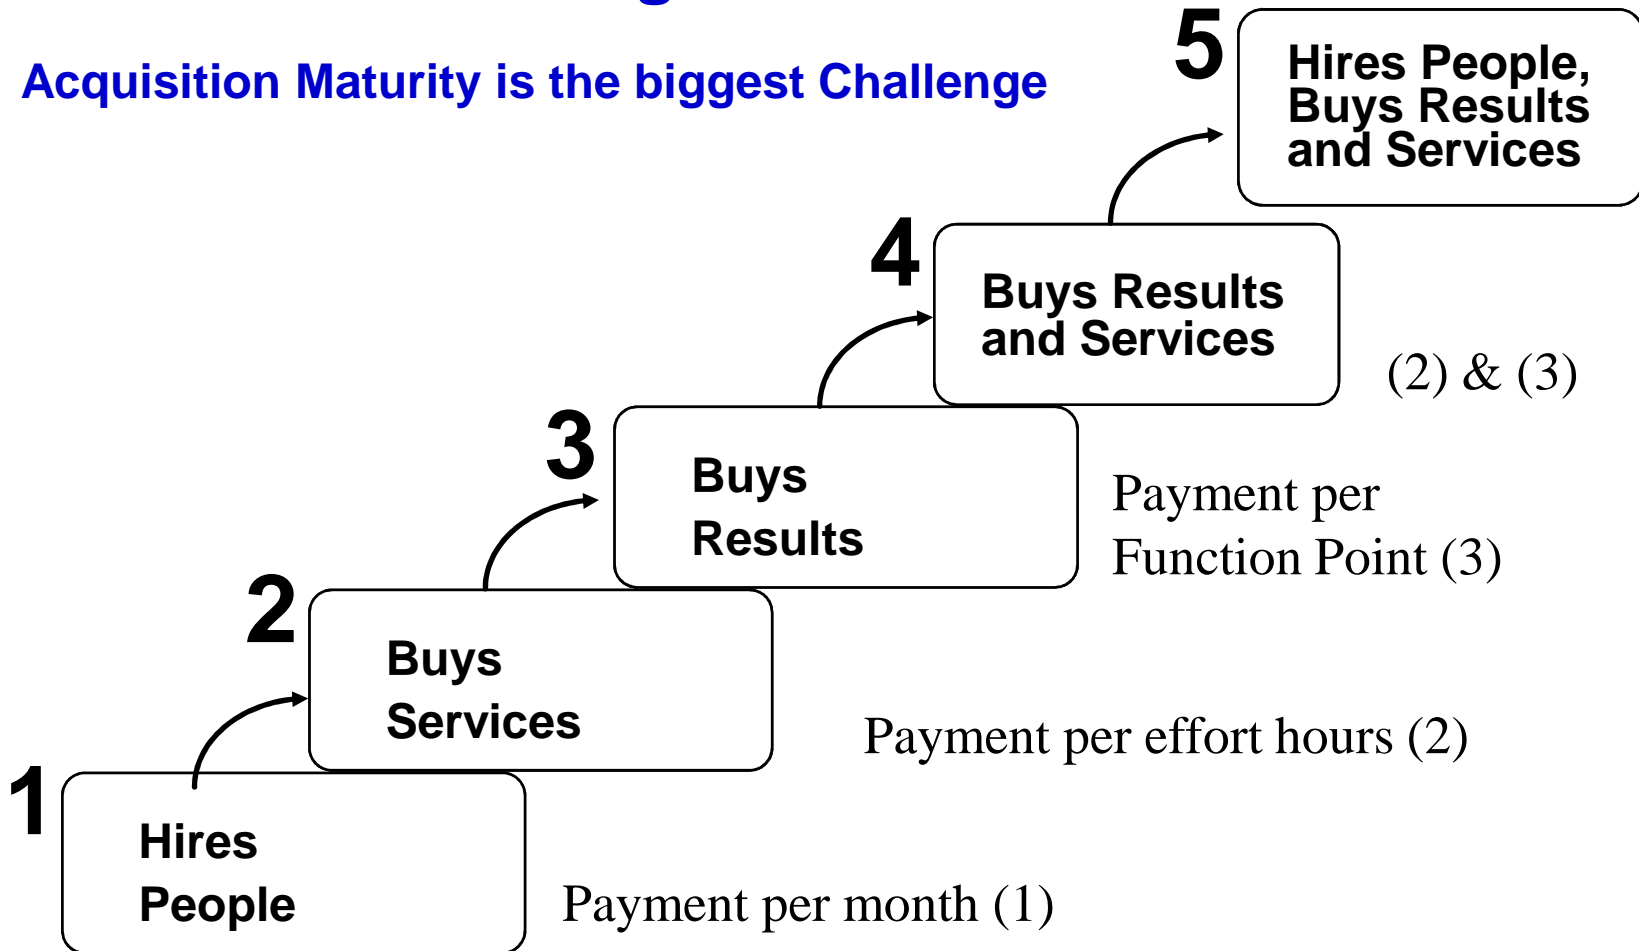 Acquisition Maturity is the biggest Challenge
5
Hires People,
Buys Results
and Services
4
Buys Results
and Services
(2) & (3)
3
Buys
Results
Payment per
Function Point (3)
2
Buys
Services
Payment per effort hours (2)
1
Hires
People
Payment per month (1)